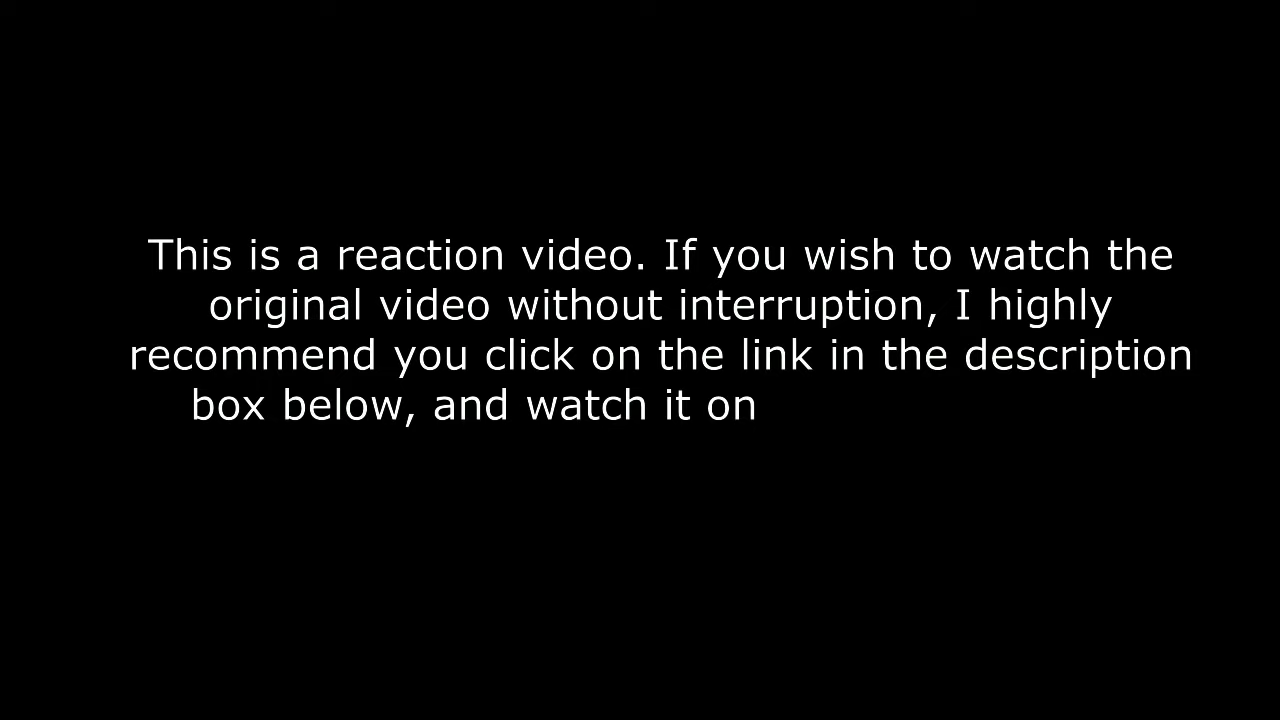 This is a reaction video. If you wish to watch the
original video without interruption, I highly
recommend you click on the link in the description
box below, and watch it on